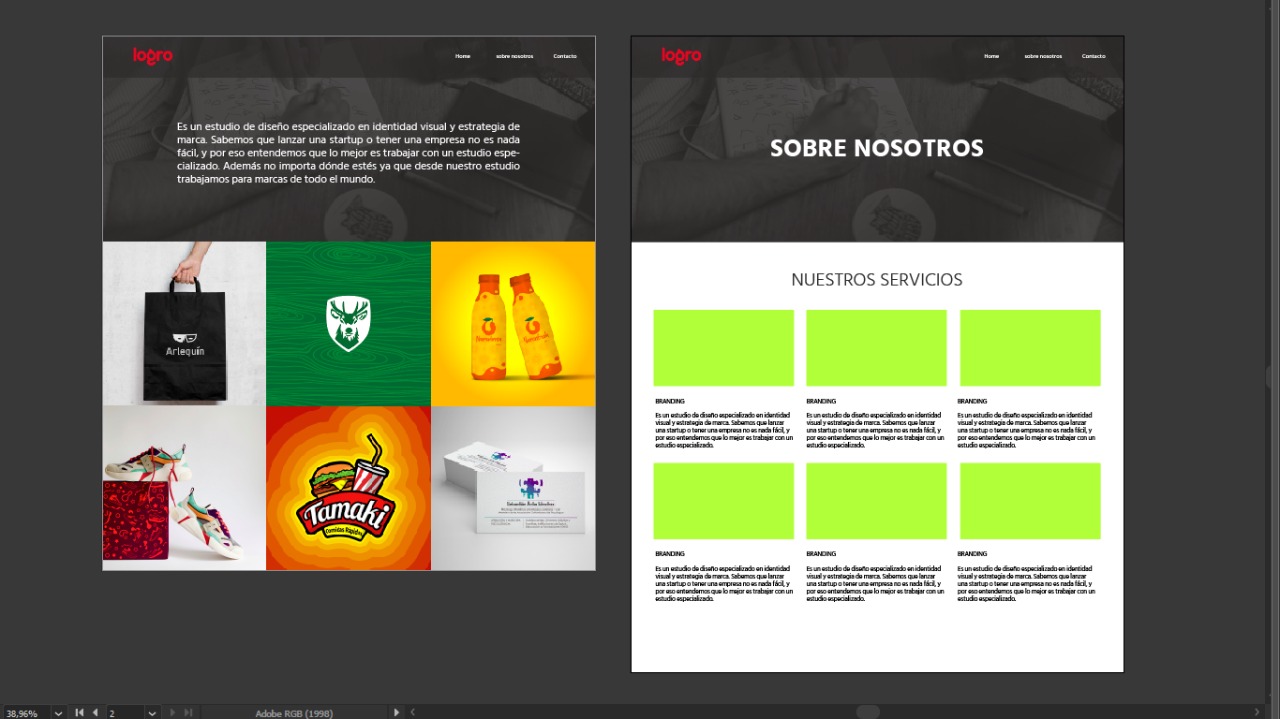 logro
Home sobre nosotros Contacto
Es un estudio de diseño especializado en identidad visual y estrategia de
marca. Sabemos que lanzar una startup o tener una empresa no es nada
fácil, y por eso entendemos que lo mejor es trabajar con un estudio espe-
cializado. Además no importa dónde estés ya que desde nuestro estudio
trabajamos para marcas de todo el mundo.
Arlequín
Tamaki
Comidas Rápidas
logro
Home sobre nosotros Contacto
SOBRE NOSOTROS
NUESTROS SERVICIOS
BRANDING
Es un estudio de diseño especializado en identidad
visual y estrategia de marca. Sabemos que lanzar
una startup o tener una empresa no es nada fácil, y
por eso entendemos que lo mejor es trabajar con un
estudio especializado.
BRANDING
Es un estudio de diseño especializado en identidad
visual y estrategia de marca. Sabemos que lanzar
una startup o tener una empresa no es nada fácil, y
por eso entendemos que lo mejor es trabajar con un
estudio especializado.
BRANDING
Es un estudio de diseño especializado en identidad
visual y estrategia de marca. Sabemos que lanzar
una startup o tener una empresa no es nada fácil, y
por eso entendemos que lo mejor es trabajar con un
estudio especializado.
BRANDING
Es un estudio de diseño especializado en identidad
visual y estrategia de marca. Sabemos que lanzar
una startup o tener una empresa no es nada fácil, y
por eso entendemos que lo mejor es trabajar con un
estudio especializado.
BRANDING
Es un estudio de diseño especializado en identidad
visual y estrategia de marca. Sabemos que lanzar
una startup o tener una empresa no es nada fácil, y
por eso entendemos que lo mejor es trabajar con un
estudio especializado.
BRANDING
Es un estudio de diseño especializado en identidad
visual y estrategia de marca. Sabemos que lanzar
una startup o tener una empresa no es nada fácil, y
por eso entendemos que lo mejor es trabajar con un
estudio especializado.
38,96% 2 Adobe RGB (1998)